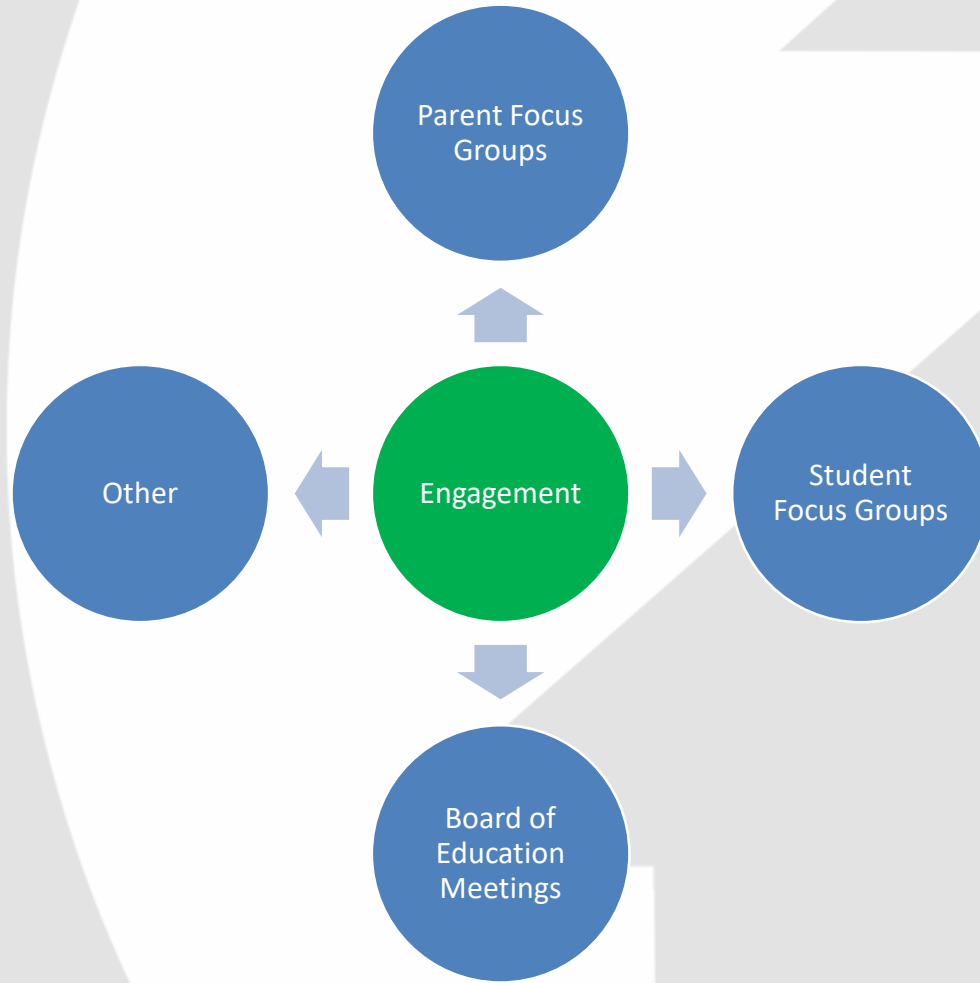 Parent Focus
Groups
Other
Engagement
Student
Focus Groups
Board of
Education
Meetings